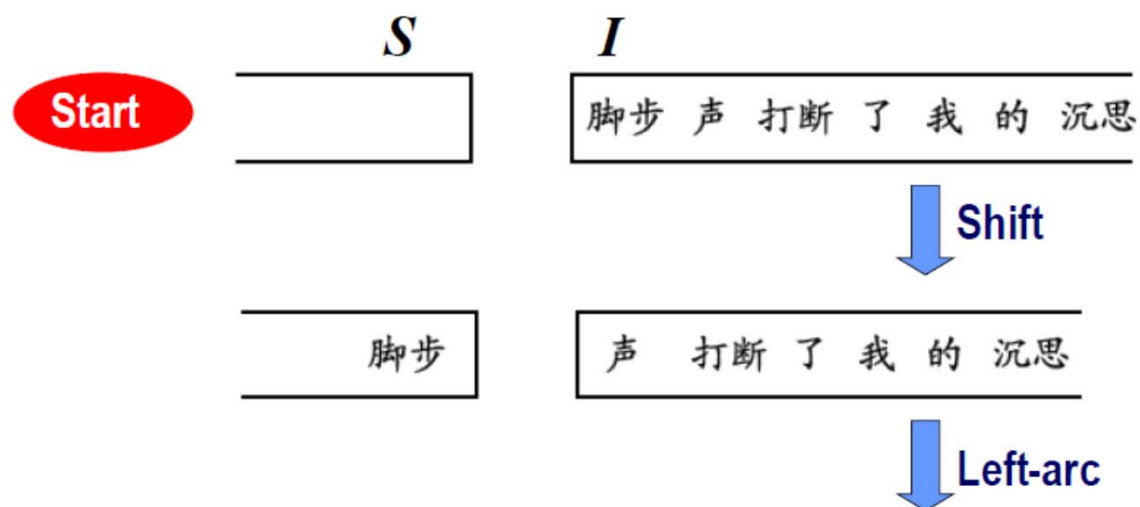 S I
Start
脚步 声 打断 了 我 的 沉思
Shift
脚步 声 打断 了 我 的 沉思
Left-arc